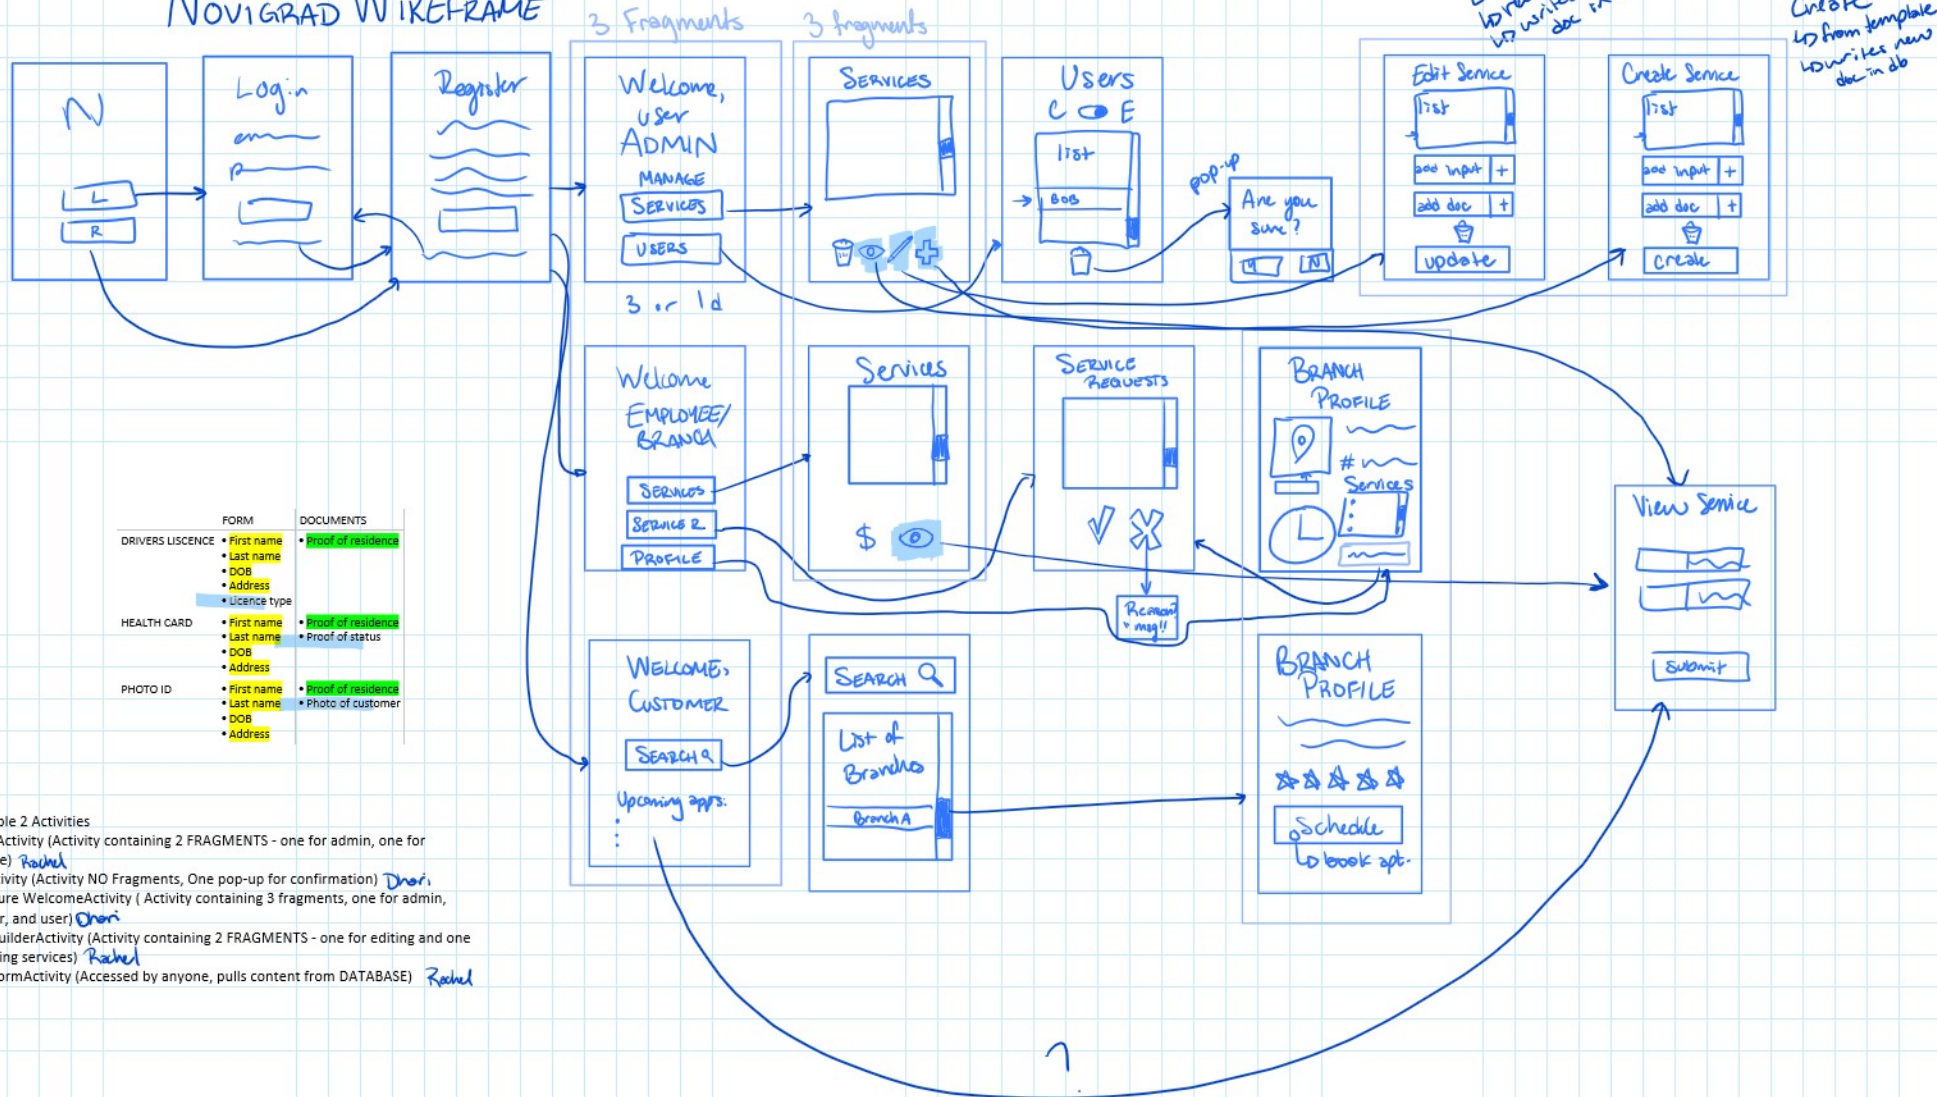 NOVIGRAD WIREFRAME
3 Fragments
3 fragments
↳ writes
doc in
Create
↳ from template
↳ writes new
doc in db
N
L
R
Login
Register
Welcome,
user
ADMIN
MANAGE
SERVICES
USERS
3 or 1d
SERVICES
Users
C E
list
BOB
pop-up
Are you
sure?
Y N
Edit Service
list
add input +
add doc +
update
Create Service
list
add input +
add doc +
create
Welcome
EMPLOYEE/
BRANCH
SERVICES
SERVICE R
PROFILE
Services
$
SERVICE
REQUESTS
Reason?
"msg!!
BRANCH
PROFILE
#
Services
View Service
Submit
FORM DOCUMENTS
DRIVERS LISCENCE • First name • Proof of residence
• Last name
• DOB
• Address
• Licence type
HEALTH CARD • First name • Proof of residence
• Last name • Proof of status
• DOB
• Address
PHOTO ID • First name • Proof of residence
• Last name • Photo of customer
• DOB
• Address
WELCOME,
CUSTOMER
SEARCH
Upcoming apps:
SEARCH
List of
Branches
Branch A
BRANCH
PROFILE
Schedule
↳ book apt.
ble 2 Activities
Activity (Activity containing 2 FRAGMENTS - one for admin, one for
e) Rachel
ivity (Activity NO Fragments, One pop-up for confirmation) Dhori
ure WelcomeActivity ( Activity containing 3 fragments, one for admin,
r, and user) Dhori
uilderActivity (Activity containing 2 FRAGMENTS - one for editing and one
ing services) Rachel
ormActivity (Accessed by anyone, pulls content from DATABASE) Rachel
?